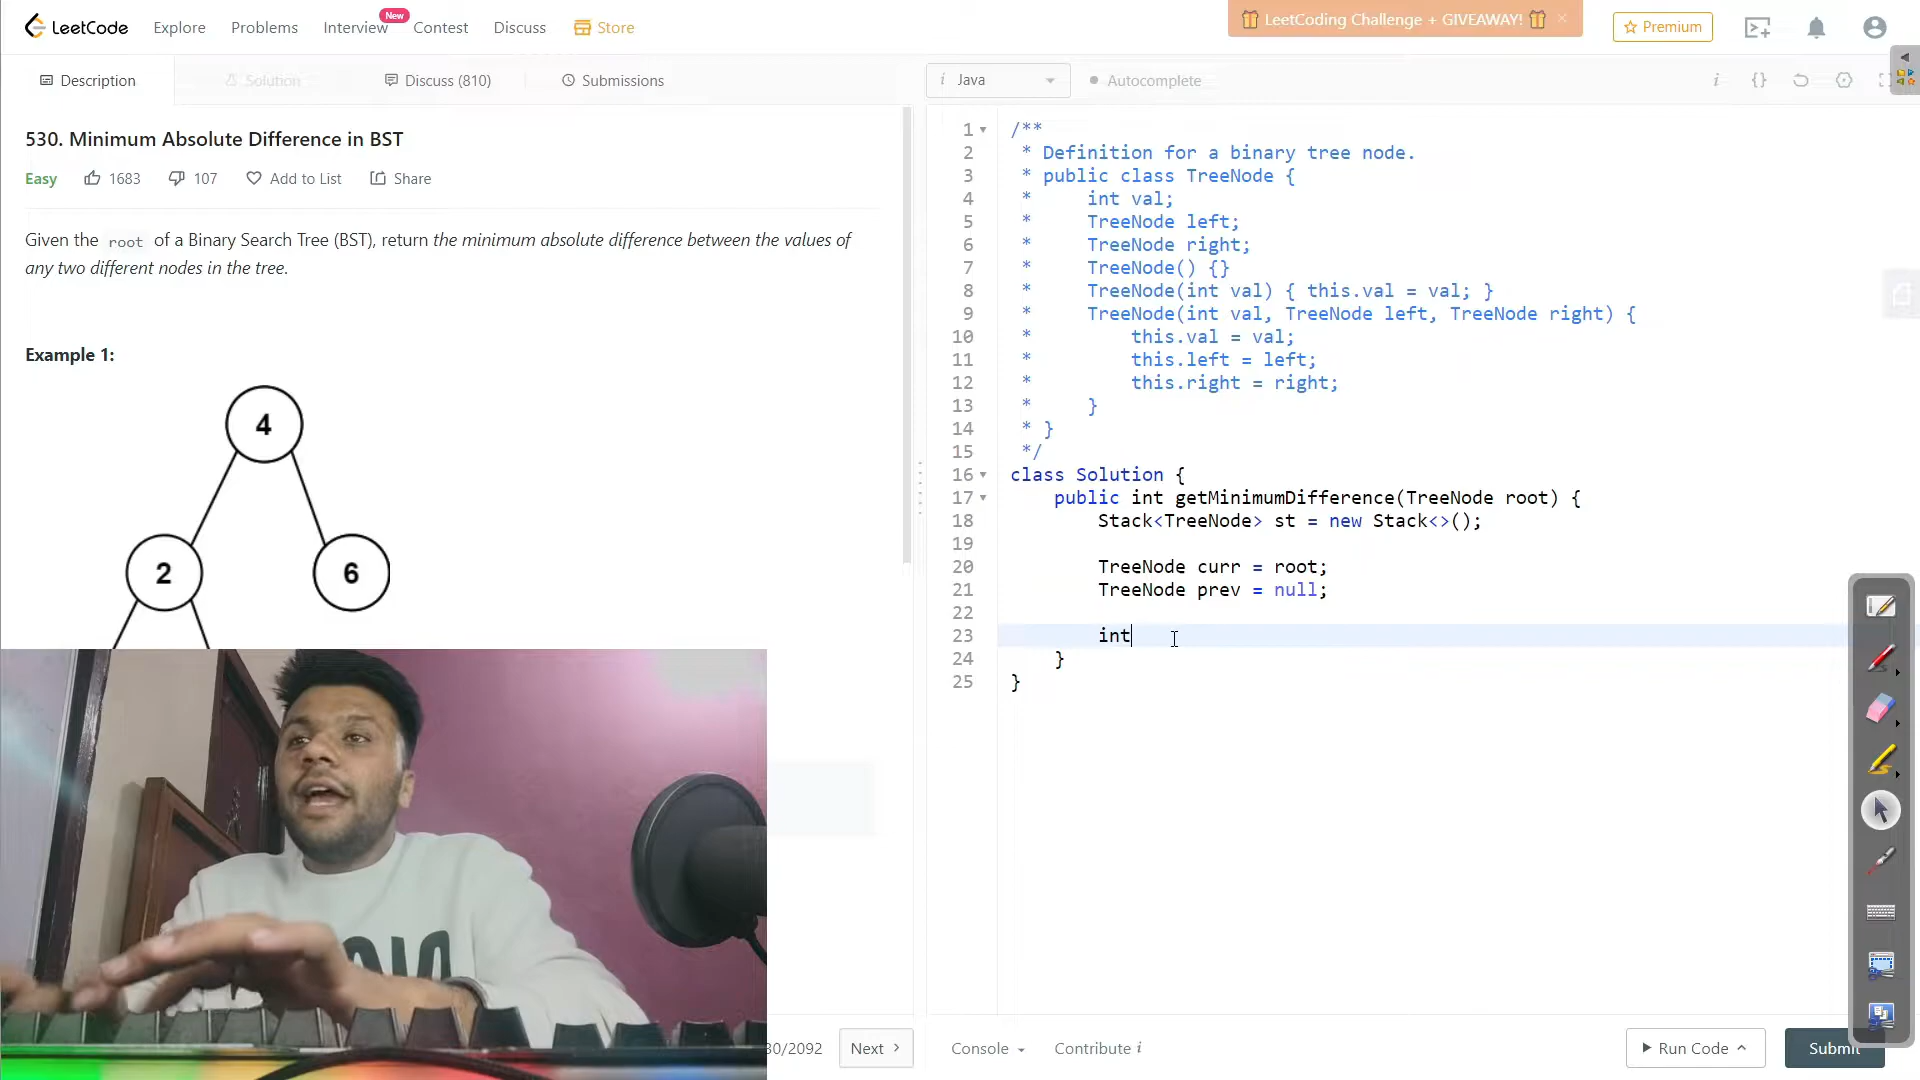 LeetCode Explore Problems Interview New Contest Discuss Store LeetCoding Challenge + GIVEAWAY! Premium
Description Solution Discuss (810) Submissions
i Java Autocomplete
530. Minimum Absolute Difference in BST
Easy 1683 107 Add to List Share
Given the root of a Binary Search Tree (BST), return the minimum absolute difference between the values of
any two different nodes in the tree.
Example 1:
4
2 6
1 /**
2 * Definition for a binary tree node.
3 * public class TreeNode {
4 * int val;
5 * TreeNode left;
6 * TreeNode right;
7 * TreeNode() {}
8 * TreeNode(int val) { this.val = val; }
9 * TreeNode(int val, TreeNode left, TreeNode right) {
10 * this.val = val;
11 * this.left = left;
12 * this.right = right;
13 * }
14 * }
15 */
16 class Solution {
17 public int getMinimumDifference(TreeNode root) {
18 Stack<TreeNode> st = new Stack<>();
19
20 TreeNode curr = root;
21 TreeNode prev = null;
22
23 int
24 }
25 }
30/2092 Next >
Console Contribute i
Run Code Submit